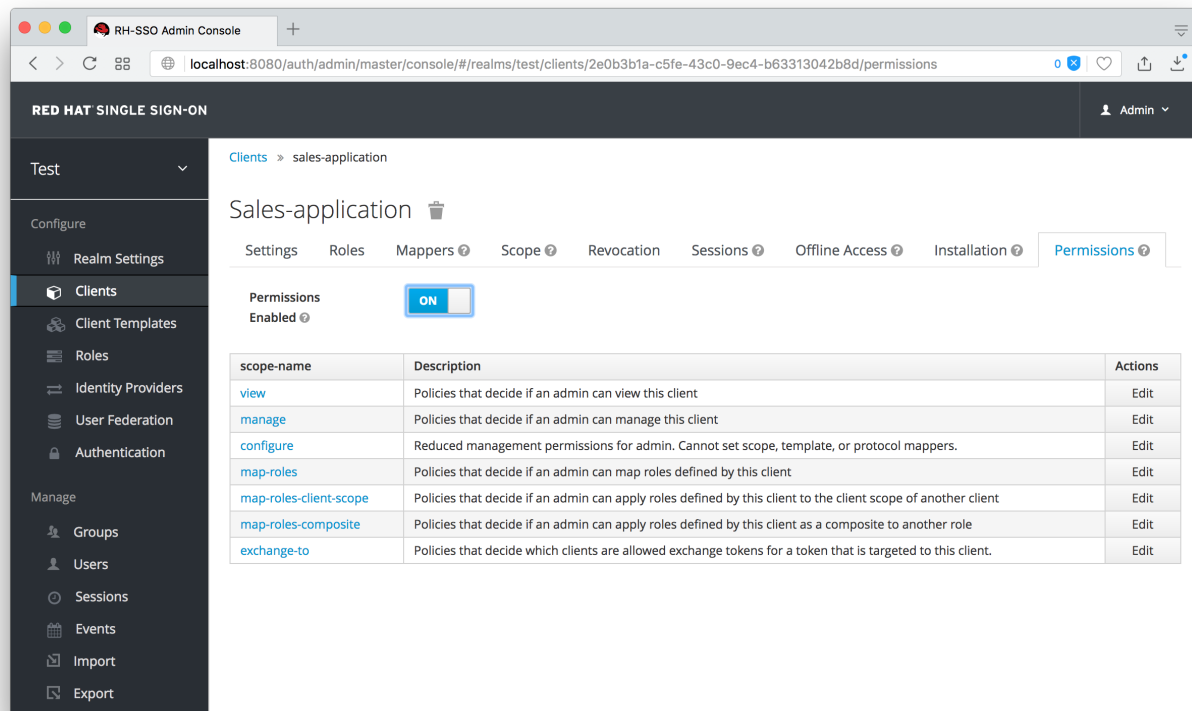 RH-SSO Admin Console
localhost:8080/auth/admin/master/console/#/realms/test/clients/2e0b3b1a-c5fe-43c0-9ec4-b63313042b8d/permissions 0
RED HAT SINGLE SIGN-ON Admin
Test
Configure
Realm Settings
Clients
Client Templates
Roles
Identity Providers
User Federation
Authentication
Manage
Groups
Users
Sessions
Events
Import
Export
Clients » sales-application
Sales-application
Settings Roles Mappers Scope Revocation Sessions Offline Access Installation Permissions
Permissions
Enabled ON
scope-name Description Actions
view Policies that decide if an admin can view this client Edit
manage Policies that decide if an admin can manage this client Edit
configure Reduced management permissions for admin. Cannot set scope, template, or protocol mappers. Edit
map-roles Policies that decide if an admin can map roles defined by this client Edit
map-roles-client-scope Policies that decide if an admin can apply roles defined by this client to the client scope of another client Edit
map-roles-composite Policies that decide if an admin can apply roles defined by this client as a composite to another role Edit
exchange-to Policies that decide which clients are allowed exchange tokens for a token that is targeted to this client. Edit